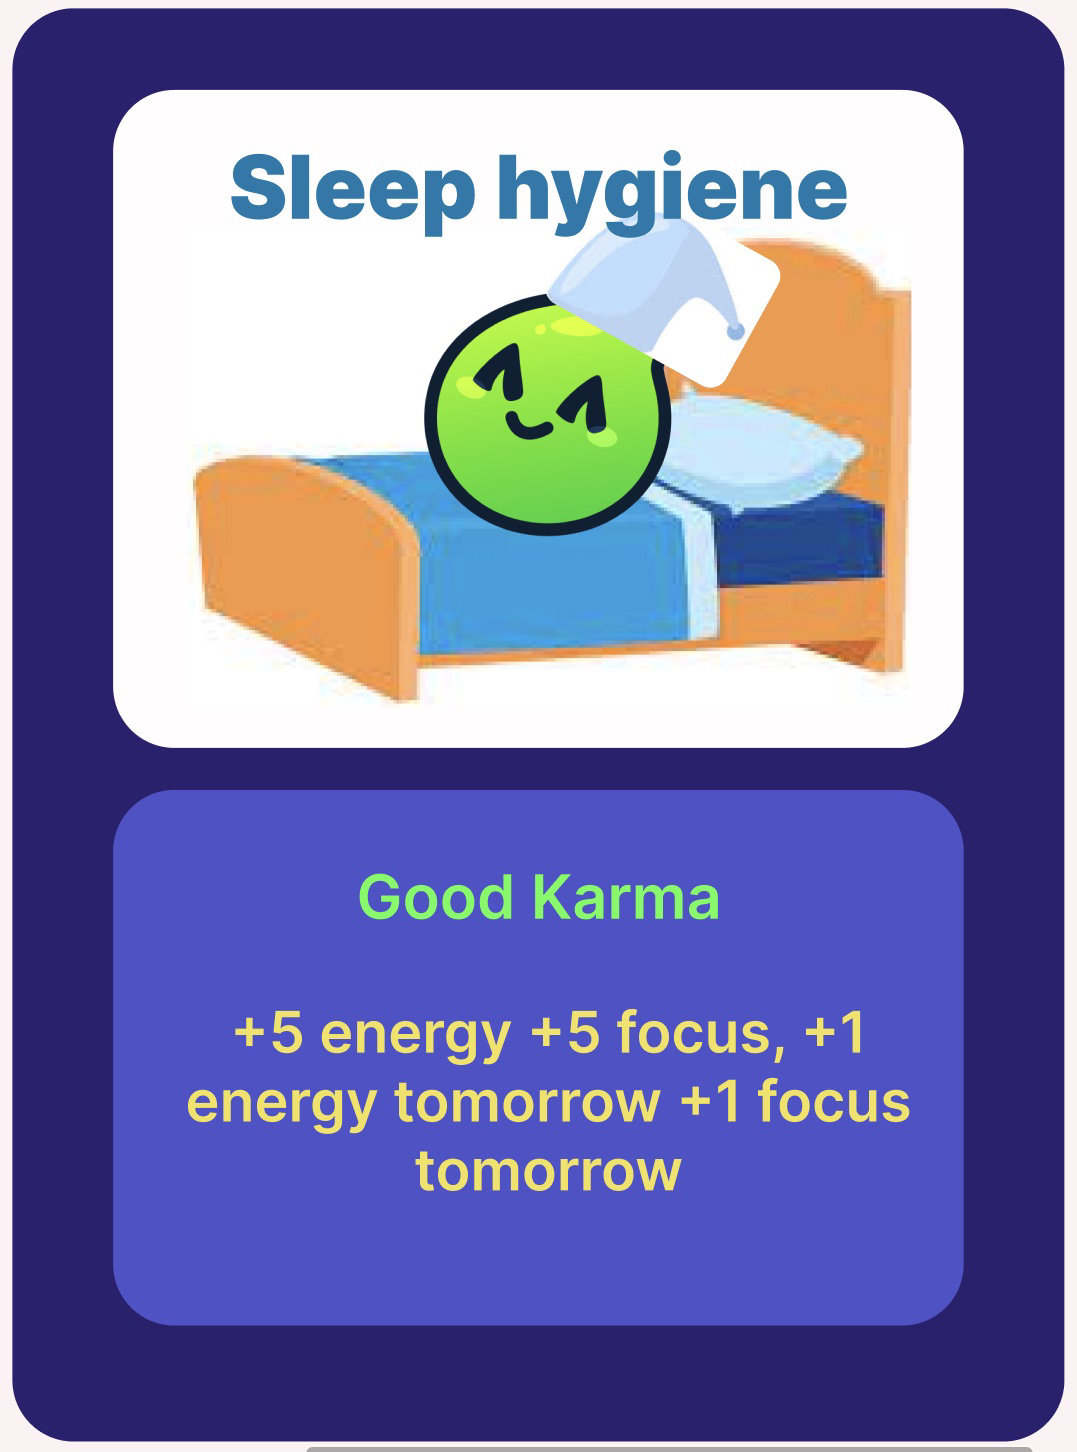 Sleep hygiene
Good Karma
+5 energy +5 focus, +1
energy tomorrow +1 focus
tomorrow